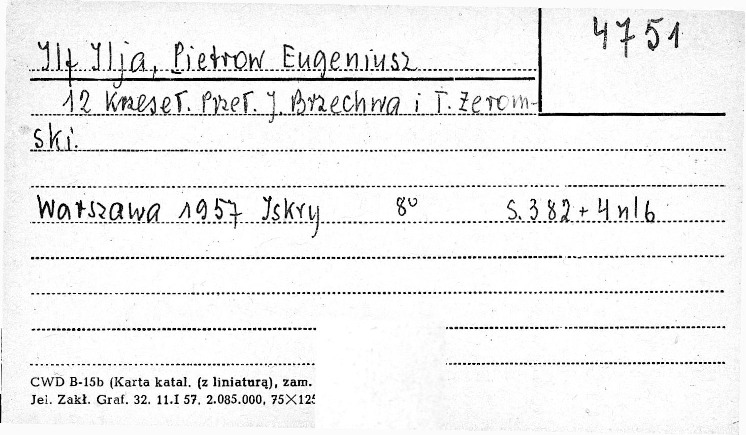 4751
Ilf Ilja, Pietrow Eugeniusz
12 Krzeseł. Przeł. J. Brzechwa i T. Żerom-
ski.
Warszawa 1957 Iskry 8º S. 382 + 4 nlb
CWD B-15b (Karta katal. (z liniaturą), zam.
Jel. Zakł. Graf. 32. 11.I 57. 2.085.000, 75×125